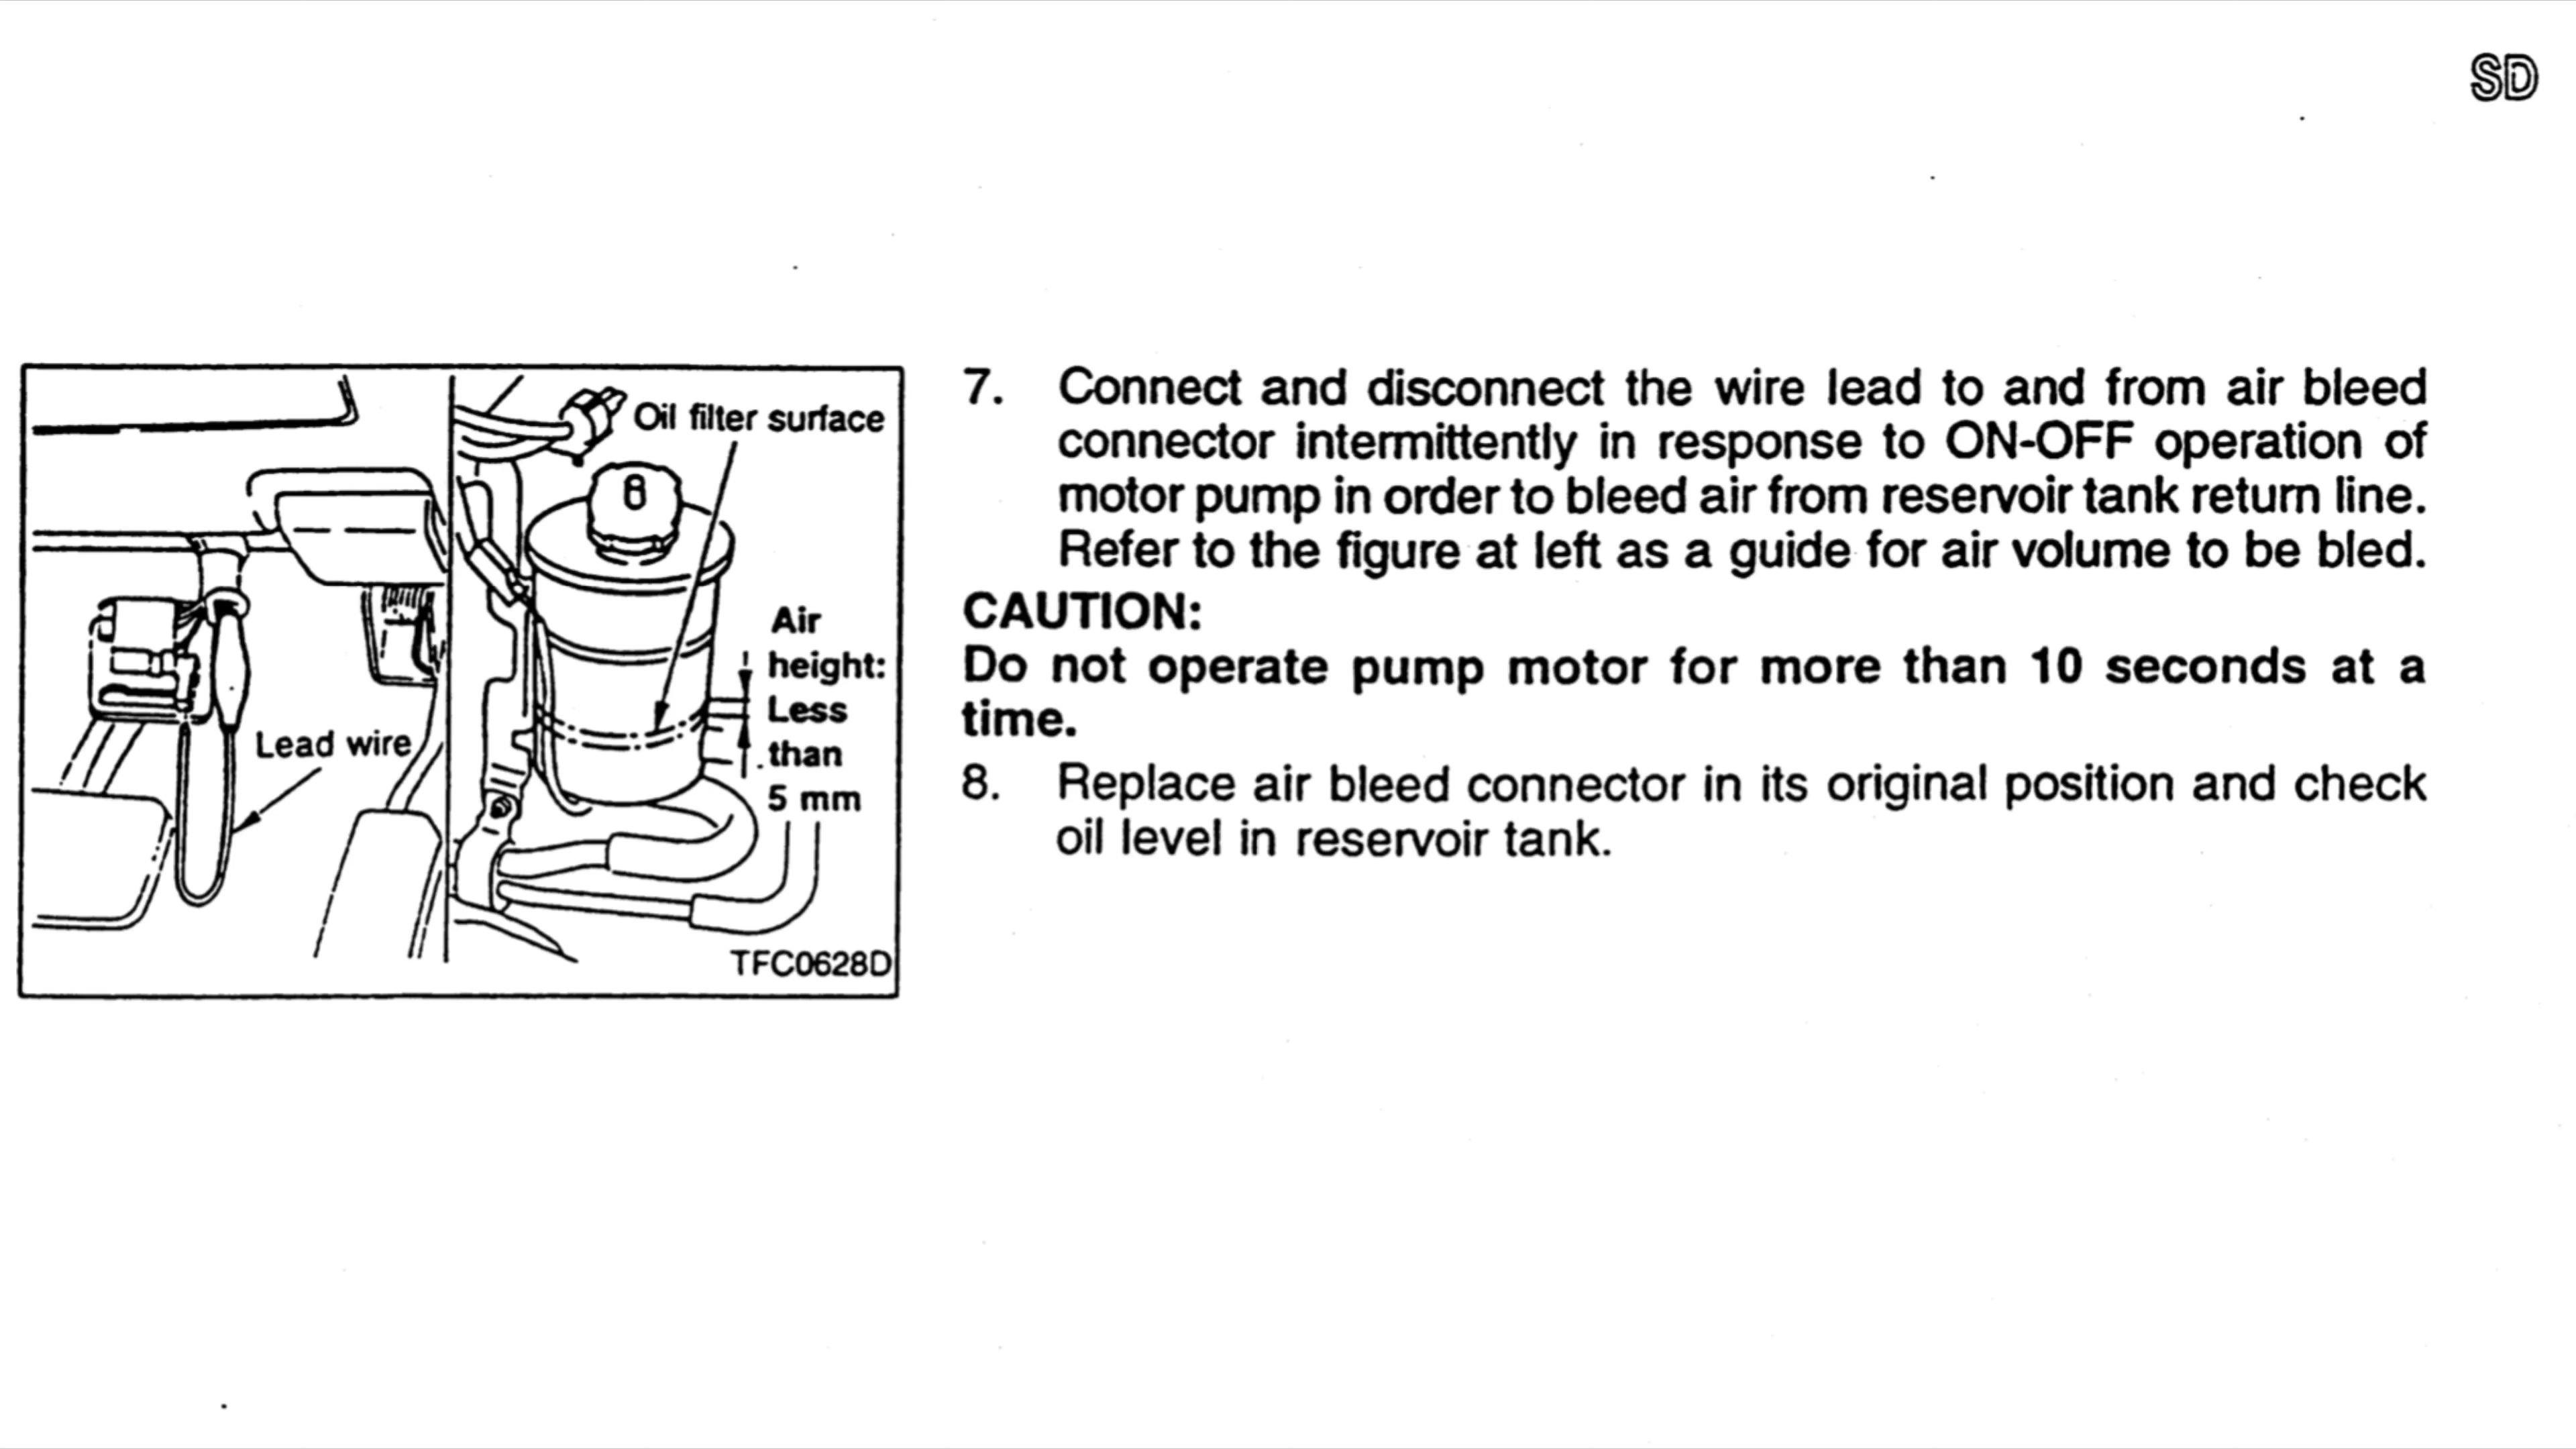 SD
Oil filter surface
Air
height:
Less
than
5 mm
Lead wire
TFC0628D
7. Connect and disconnect the wire lead to and from air bleed
connector intermittently in response to ON-OFF operation of
motor pump in order to bleed air from reservoir tank return line.
Refer to the figure at left as a guide for air volume to be bled.
CAUTION:
Do not operate pump motor for more than 10 seconds at a
time.
8. Replace air bleed connector in its original position and check
oil level in reservoir tank.